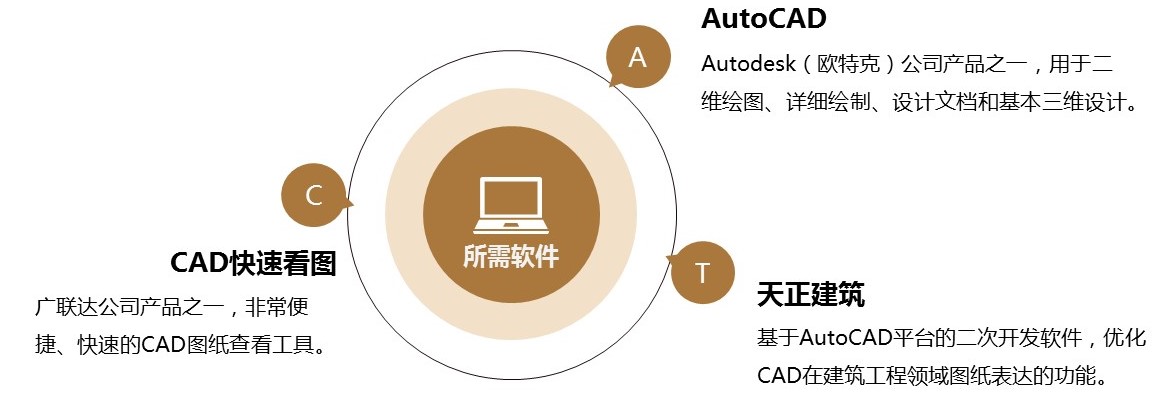 A
AutoCAD
Autodesk（欧特克）公司产品之一，用于二
维绘图、详细绘制、设计文档和基本三维设计。
C
CAD快速看图
广联达公司产品之一，非常便
捷、快速的CAD图纸查看工具。
所需软件
T
天正建筑
基于AutoCAD平台的二次开发软件，优化
CAD在建筑工程领域图纸表达的功能。